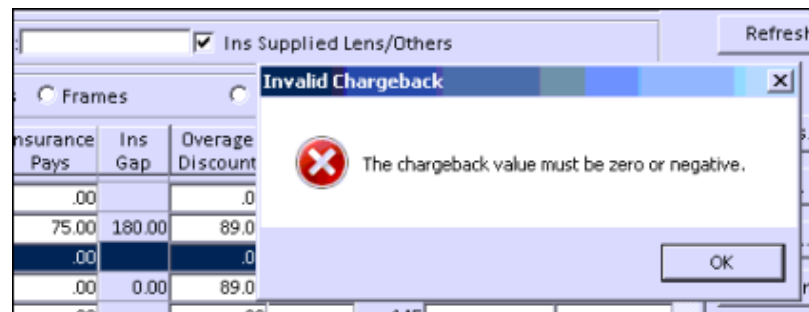 Ins Supplied Lens/Others
Refresh
Invalid Chargeback
Frames
Insurance Pays
Ins Gap
Overage Discount
The chargeback value must be zero or negative.
.00
75.00 180.00 89.0
.00
.00 0.00 89.0
OK